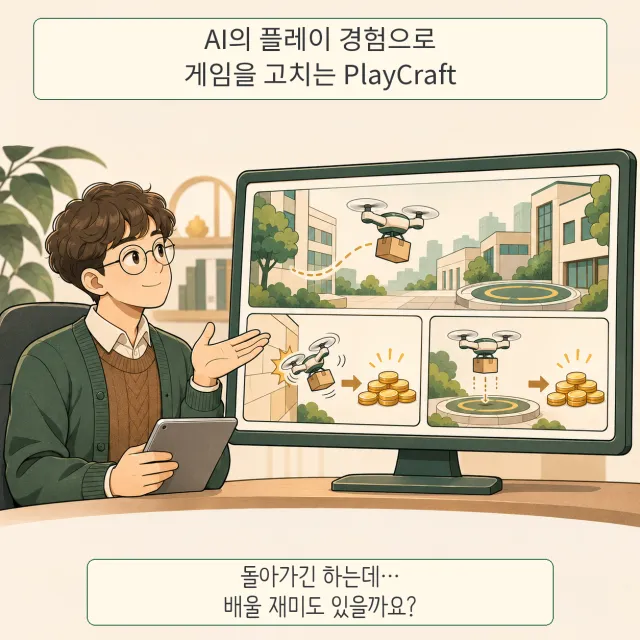 AI의 플레이 경험으로
게임을 고치는 PlayCraft
돌아가긴 하는데…
배울 재미도 있을까요?